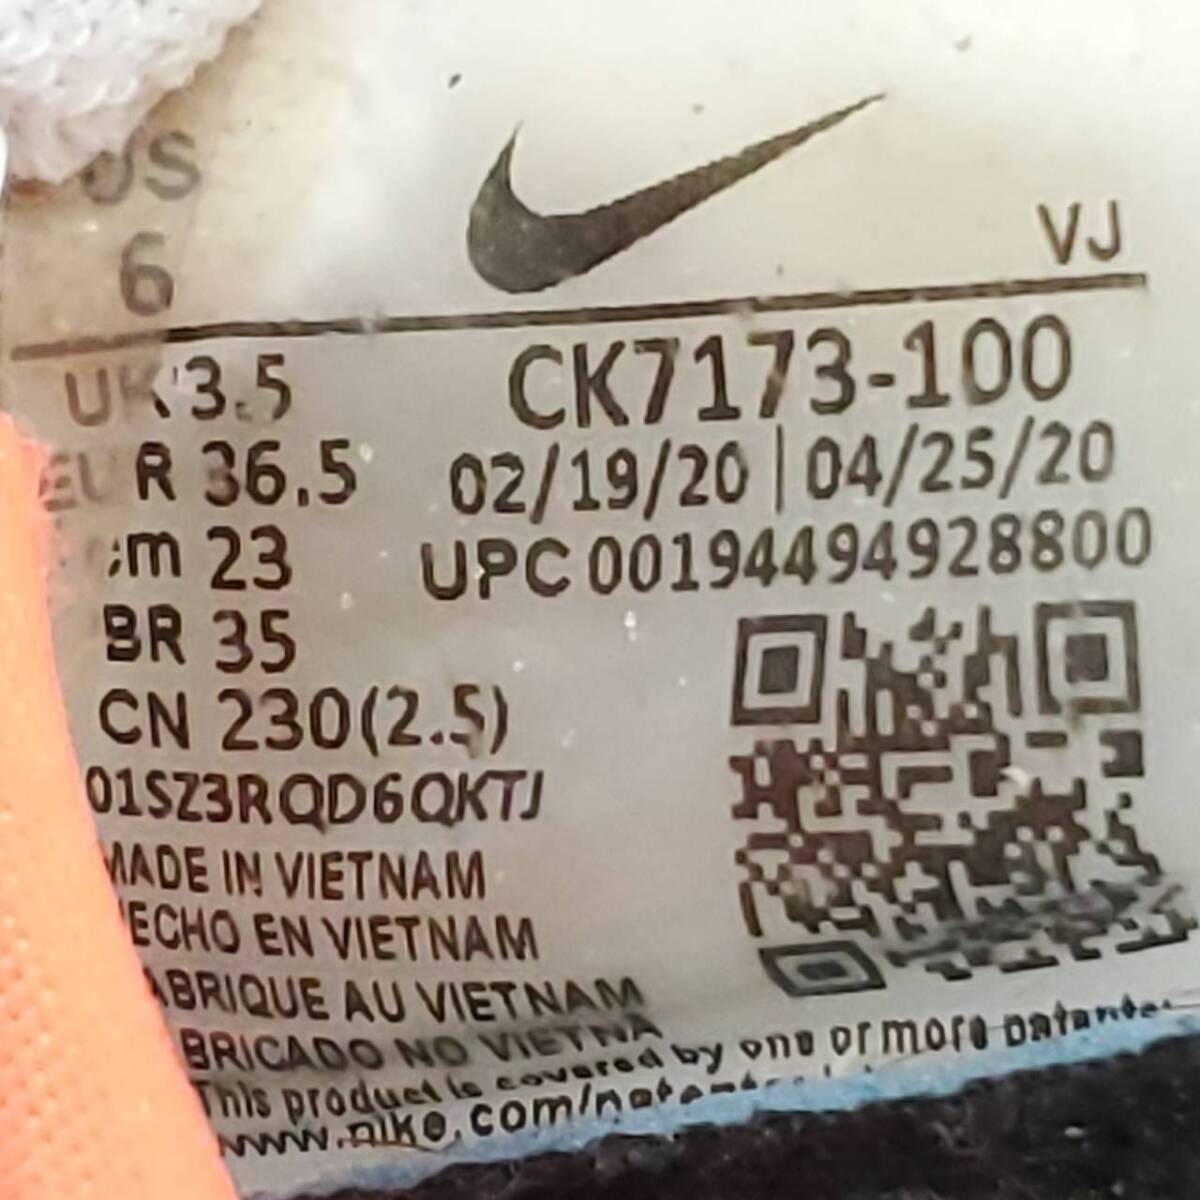 US
6
VJ
UK 3.5
CK7173-100
EUR 36.5
02/19/20 | 04/25/20
cm 23
UPC 00194494928800
BR 35
CN 230(2.5)
01SZ3RQD6QKTJ
MADE IN VIETNAM
HECHO EN VIETNAM
FABRIQUE AU VIETNAM
FABRICADO NO VIETNA
This product is covered by one or more patents.
www.nike.com/patents